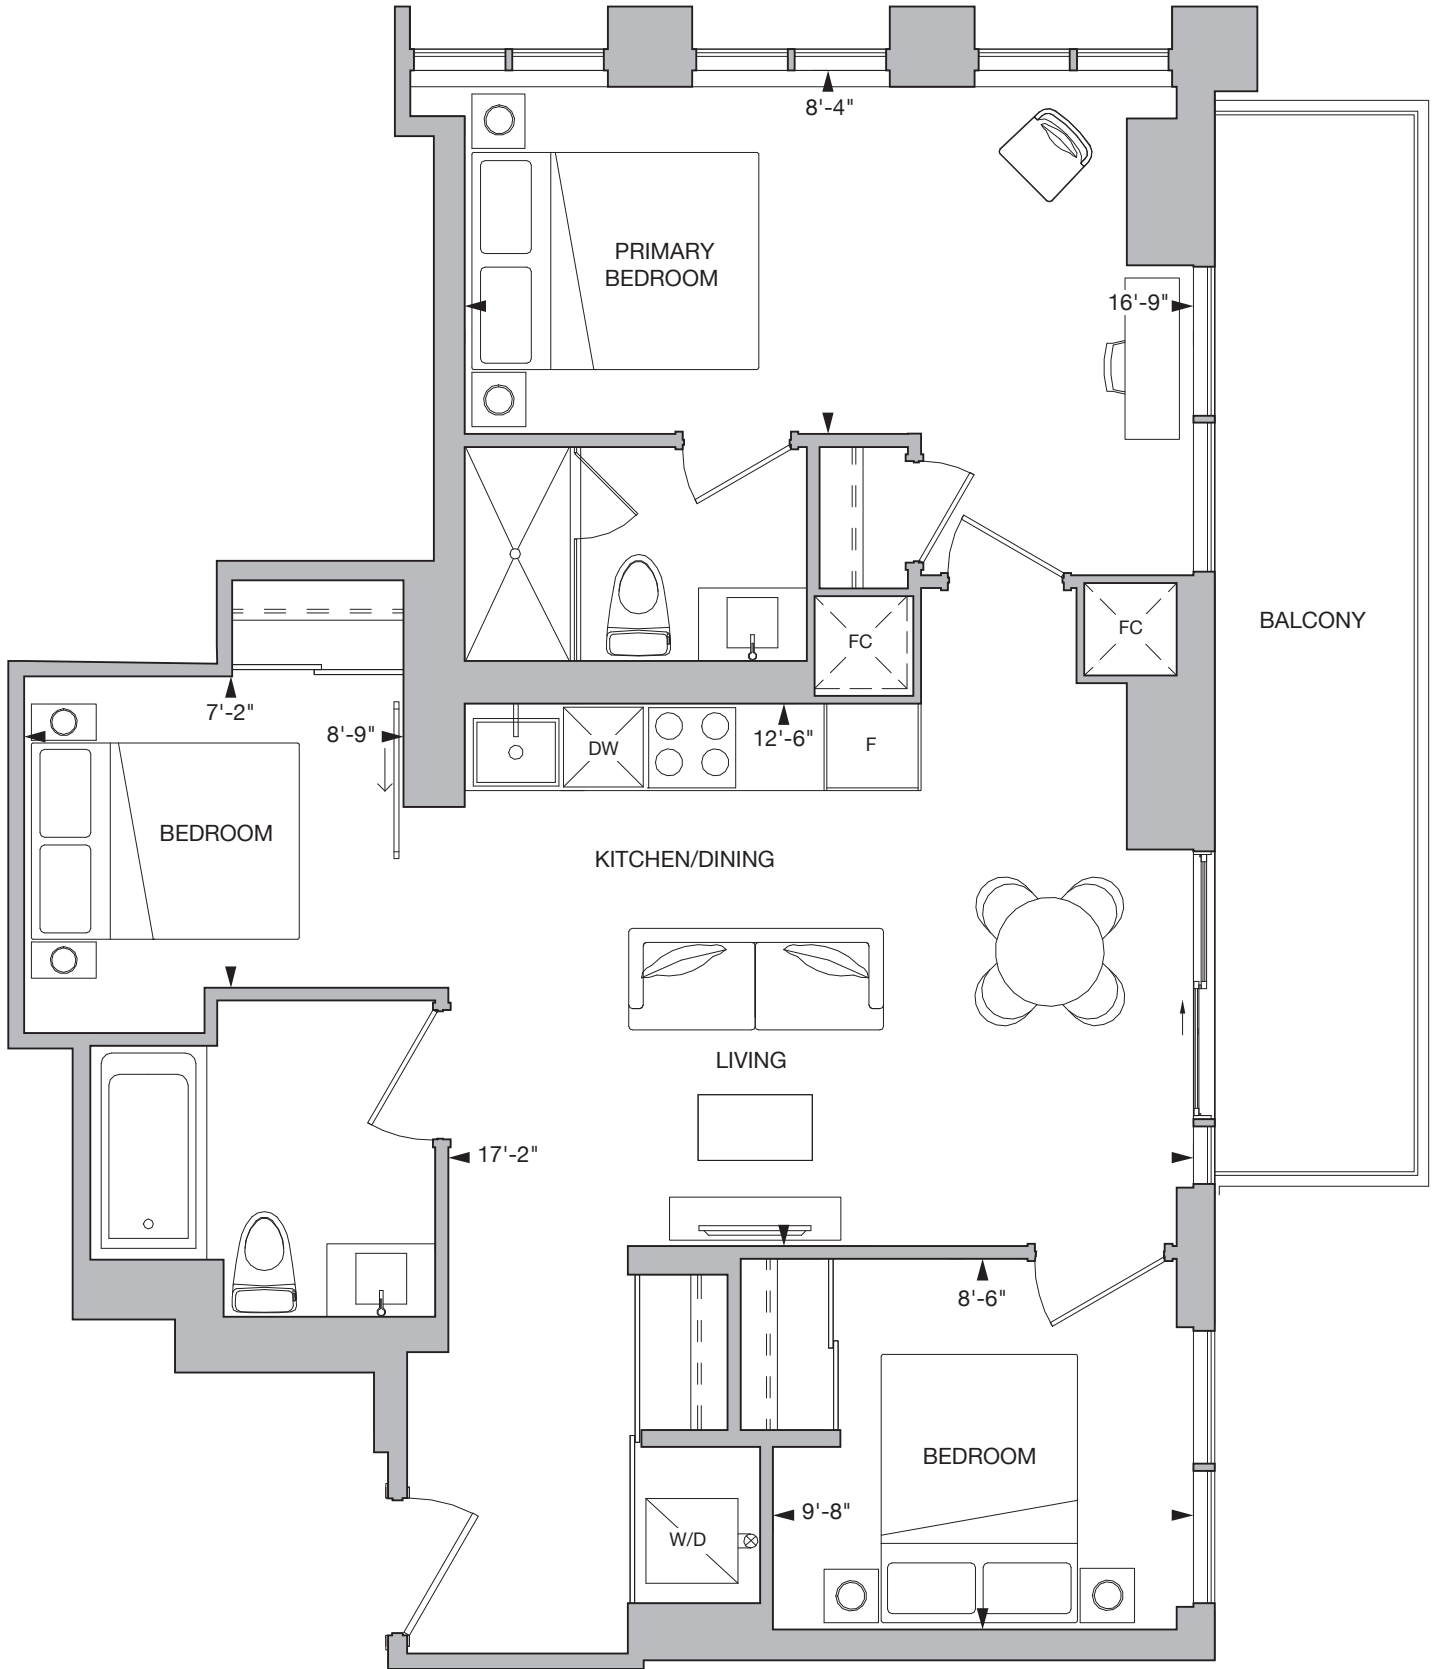 8'-4"
PRIMARY
BEDROOM
16'-9"
BALCONY
FC
FC
7'-2"
8'-9"
DW
12'-6"
F
BEDROOM
KITCHEN/DINING
LIVING
17'-2"
8'-6"
BEDROOM
9'-8"
W/D